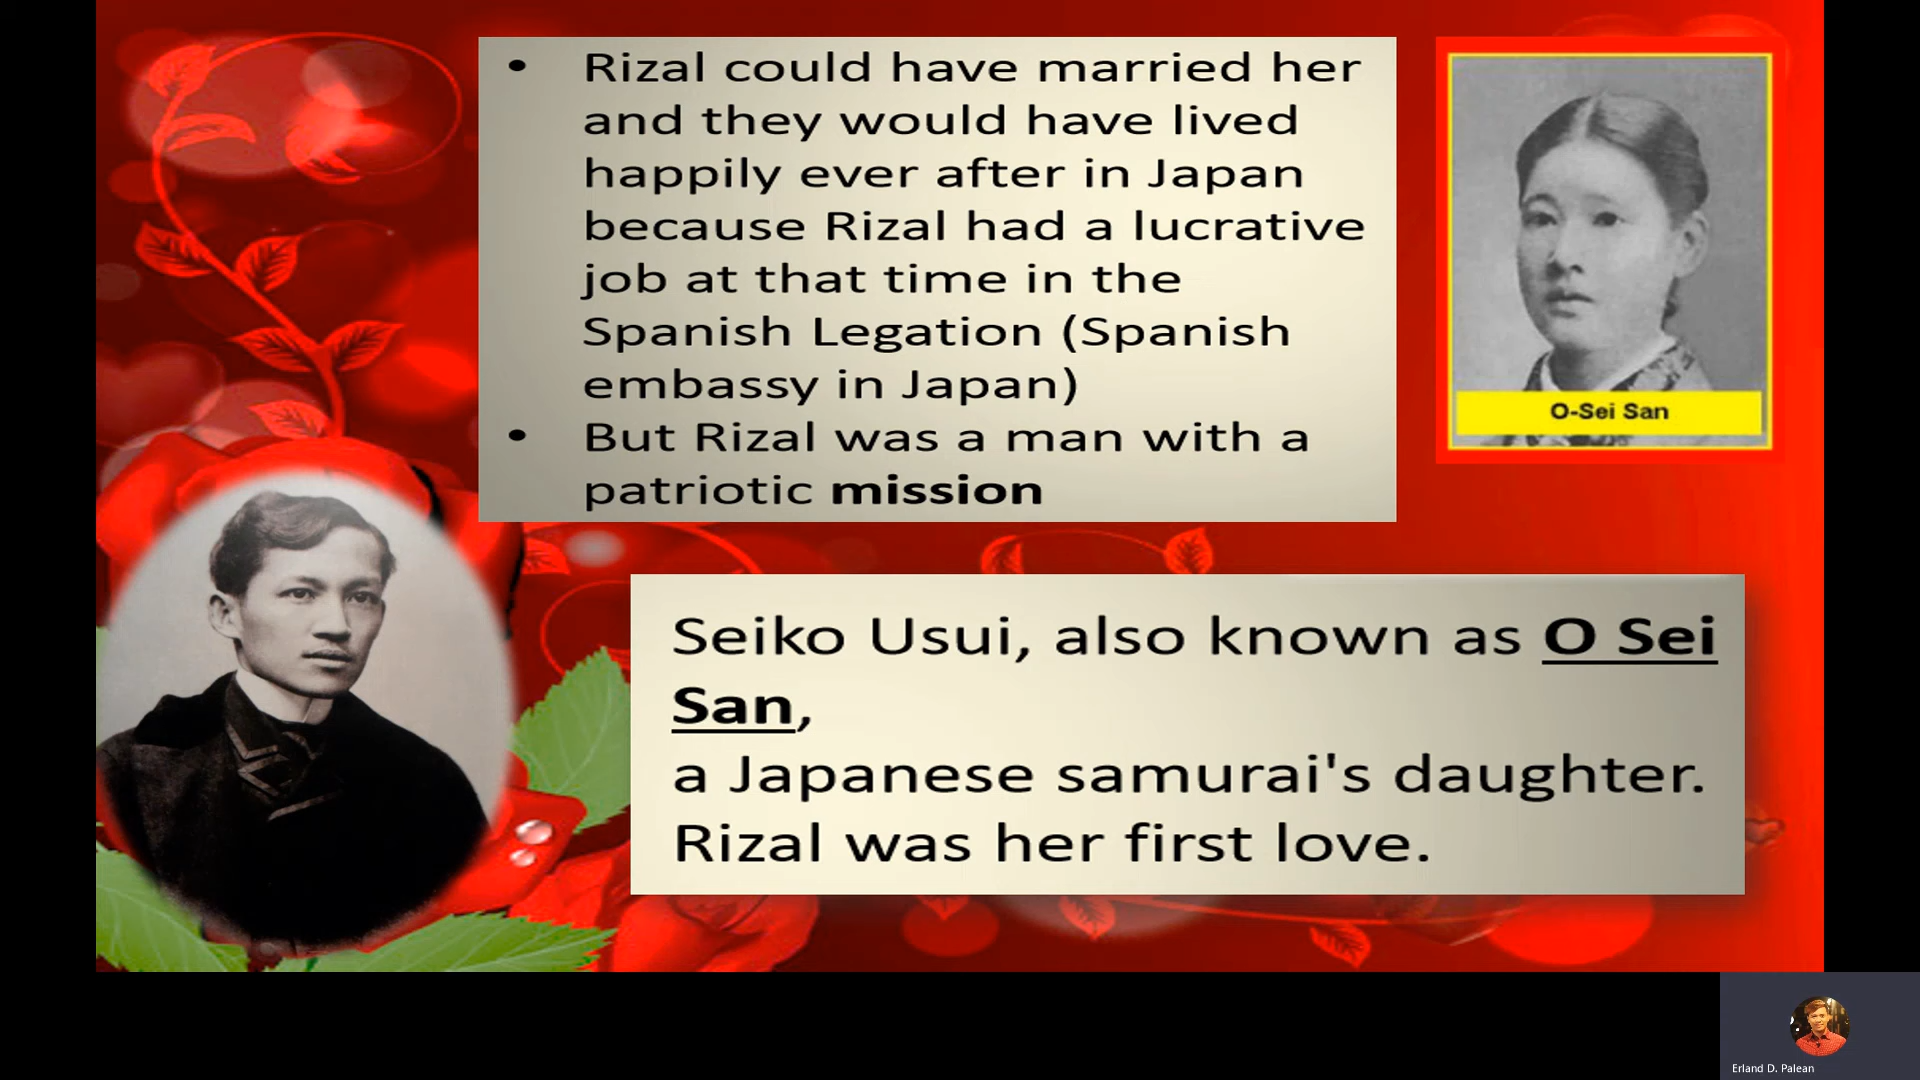 • Rizal could have married her
and they would have lived
happily ever after in Japan
because Rizal had a lucrative
job at that time in the
Spanish Legation (Spanish
embassy in Japan)
• But Rizal was a man with a
patriotic mission
O-Sei San
Seiko Usui, also known as O Sei
San,
a Japanese samurai's daughter.
Rizal was her first love.
Erland D. Palean